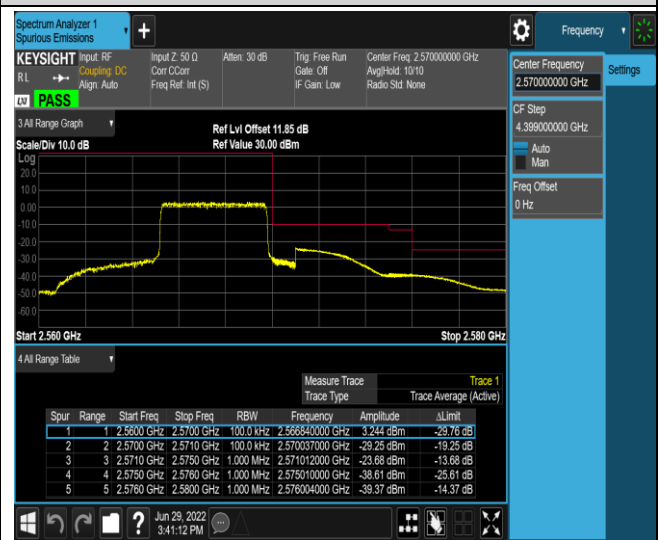 Spectrum Analyzer 1
Spurious Emissions
Frequency
KEYSIGHT
RL
Input: RF
Coupling: DC
Align: Auto
Input Z: 50 Ω
Corr CCorr
Freq Ref: Int (S)
Atten: 30 dB
Trig: Free Run
Gate: Off
IF Gain: Low
Center Freq: 2.570000000 GHz
Avg|Hold: 10/10
Radio Std: None
PASS
Center Frequency
2.570000000 GHz
Settings
CF Step
4.399000000 GHz
Auto
Man
Freq Offset
0 Hz
3 All Range Graph
Ref Lvl Offset 11.85 dB
Scale/Div 10.0 dB
Ref Value 30.00 dBm
Log
20.0
10.0
0.00
-10.0
-20.0
-30.0
-40.0
-50.0
-60.0
Start 2.560 GHz
Stop 2.580 GHz
4 All Range Table
Measure Trace Trace 1
Trace Type Trace Average (Active)
Spur Range Start Freq Stop Freq RBW Frequency Amplitude ΔLimit
1 1 2.5600 GHz 2.5700 GHz 100.0 kHz 2.566840000 GHz 3.244 dBm -29.76 dB
2 2 2.5700 GHz 2.5710 GHz 100.0 kHz 2.570037000 GHz -29.25 dBm -19.25 dB
3 3 2.5710 GHz 2.5750 GHz 1.000 MHz 2.571012000 GHz -23.68 dBm -13.68 dB
4 4 2.5750 GHz 2.5760 GHz 1.000 MHz 2.575010000 GHz -38.61 dBm -25.61 dB
5 5 2.5760 GHz 2.5800 GHz 1.000 MHz 2.576004000 GHz -39.37 dBm -14.37 dB
Jun 29, 2022
3:41:12 PM